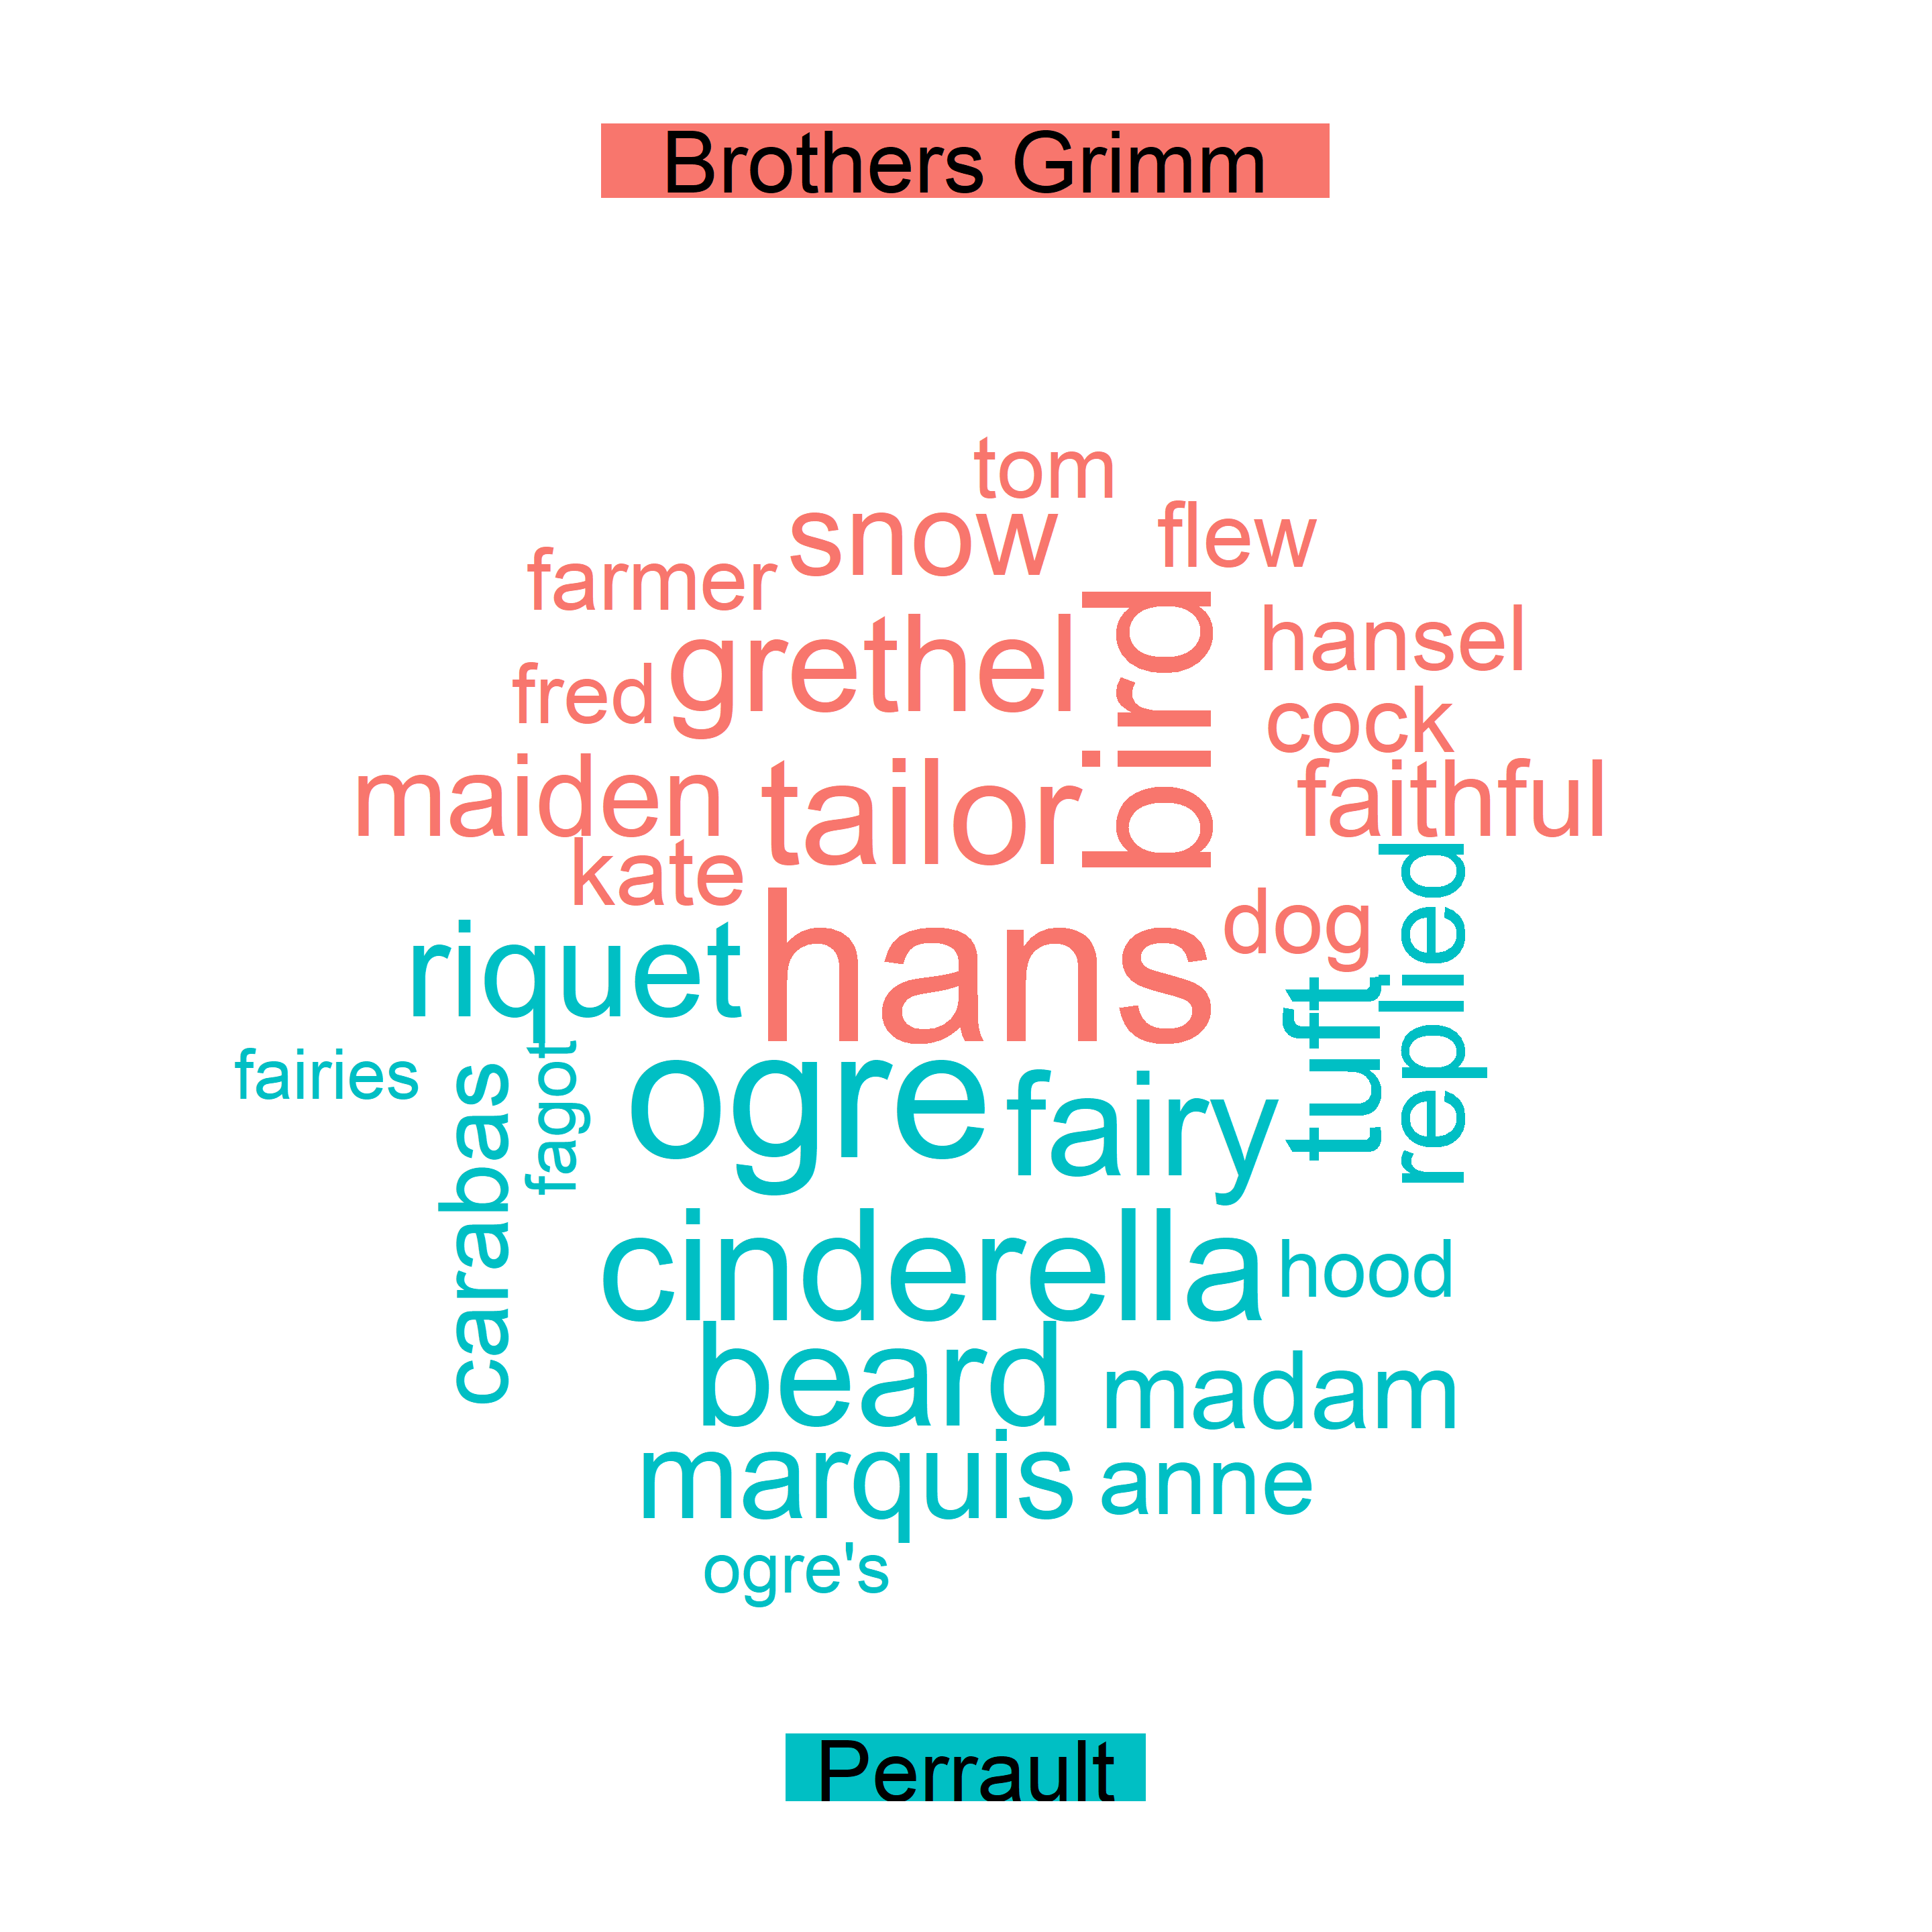 Brothers Grimm
tom
snow
flew
farmer
hansel
grethel
bird
fred
cock
maiden
tailor
faithful
kate
hans
dog
replied
riquet
tuft
fairies
carabas
fagot
ogre
fairy
cinderella
hood
beard
madam
marquis
anne
ogre's
Perrault